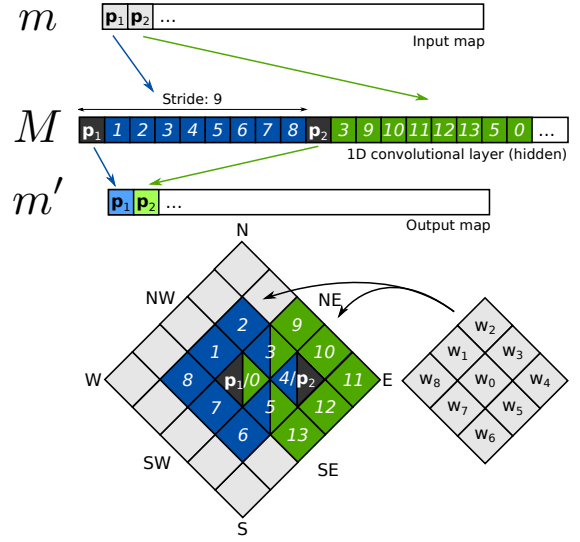 m p1 p2 ...
Input map
Stride: 9
M p1 1 2 3 4 5 6 7 8 p2 3 9 10 11 12 13 5 0 ...
1D convolutional layer (hidden)
m′ p1 p2 ...
Output map
N
NW NE
2 9
w2
1 3 10
w1 w3
W 8 p1/0 4/p2 11 E
w8 w0 w4
7 5 12
w7 w5
6 13
w6
SW SE
S